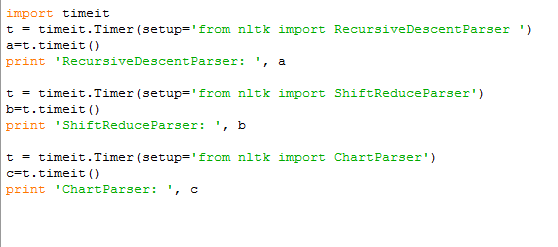 import timeit
t = timeit.Timer(setup='from nltk import RecursiveDescentParser ')
a=t.timeit()
print 'RecursiveDescentParser: ', a
t = timeit.Timer(setup='from nltk import ShiftReduceParser')
b=t.timeit()
print 'ShiftReduceParser: ', b
t = timeit.Timer(setup='from nltk import ChartParser')
c=t.timeit()
print 'ChartParser: ', c